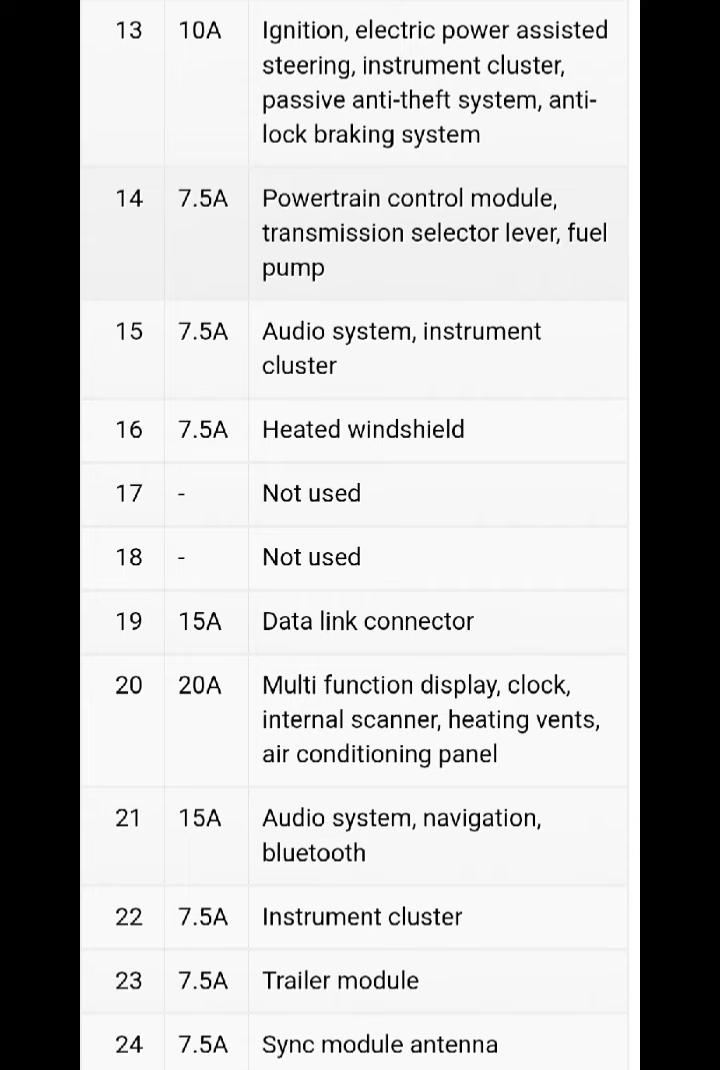 13 10A Ignition, electric power assisted
steering, instrument cluster,
passive anti-theft system, anti-
lock braking system
14 7.5A Powertrain control module,
transmission selector lever, fuel
pump
15 7.5A Audio system, instrument
cluster
16 7.5A Heated windshield
17 - Not used
18 - Not used
19 15A Data link connector
20 20A Multi function display, clock,
internal scanner, heating vents,
air conditioning panel
21 15A Audio system, navigation,
bluetooth
22 7.5A Instrument cluster
23 7.5A Trailer module
24 7.5A Sync module antenna